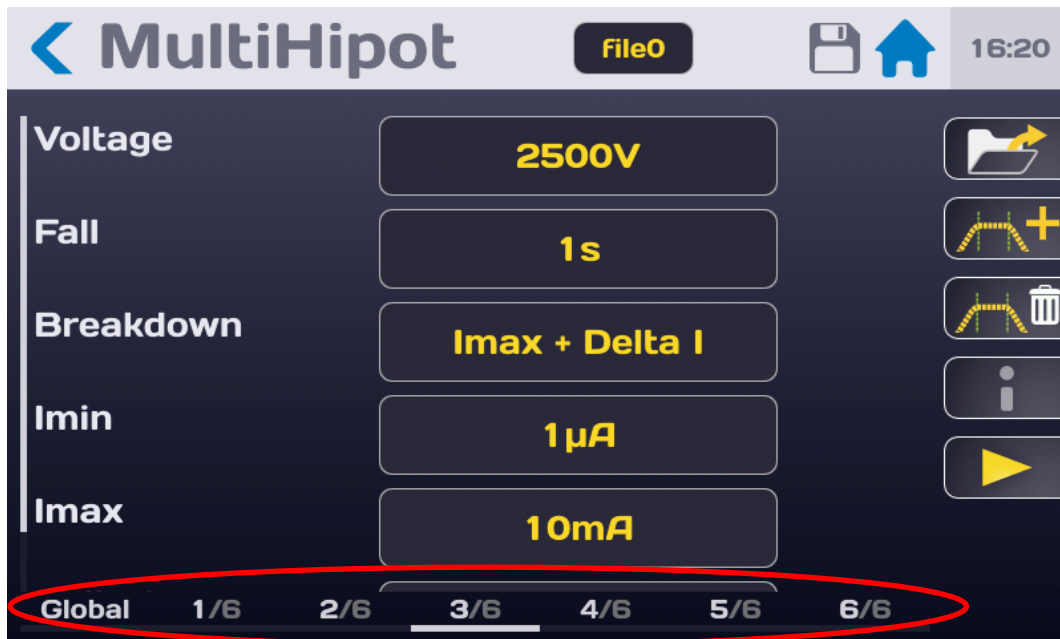 MultiHipot file0 16:20
Voltage 2500V
Fall 1s
Breakdown Imax + Delta I
Imin 1µA
Imax 10mA
Global 1/6 2/6 3/6 4/6 5/6 6/6